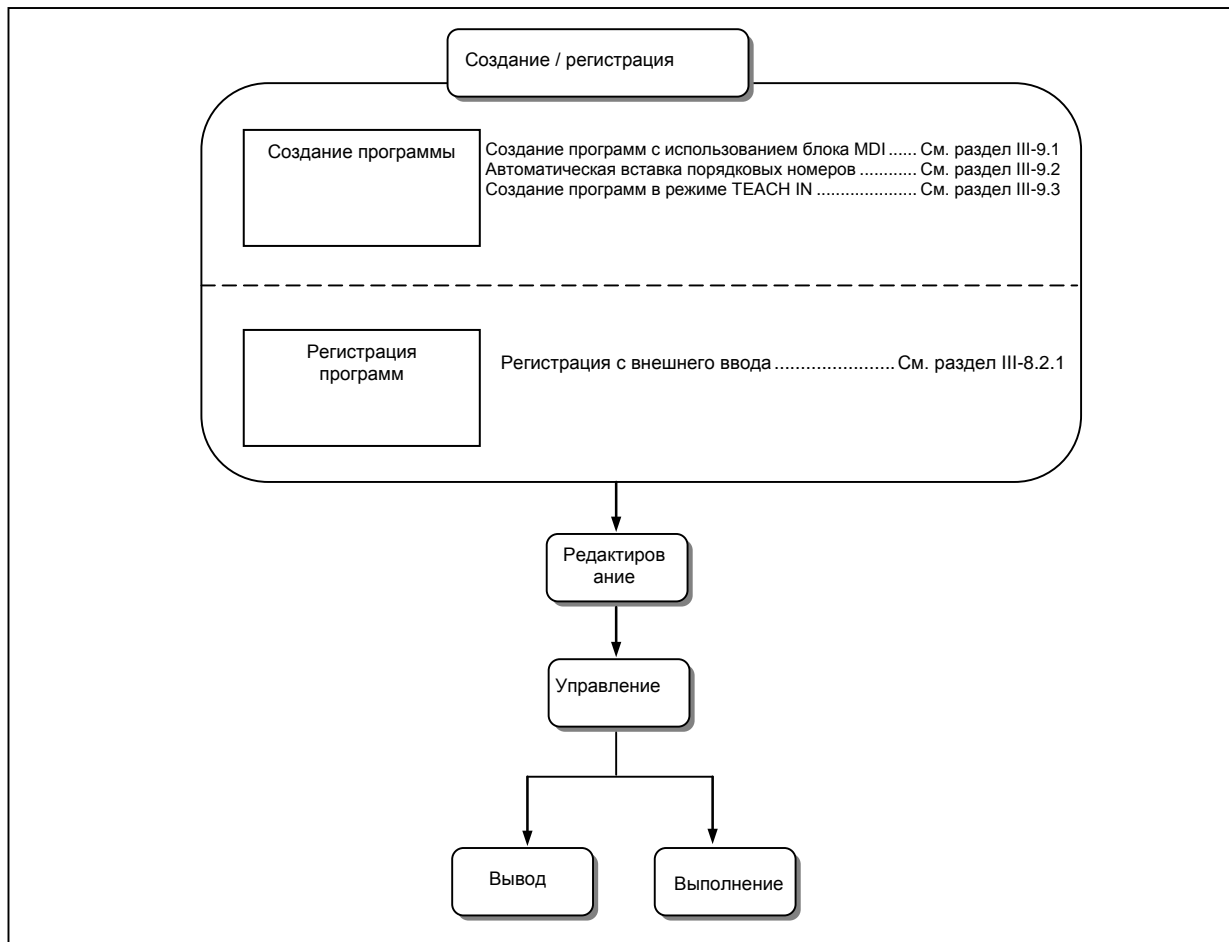 Создание / регистрация
Создание программы
Создание программ с использованием блока MDI ...... См. раздел III-9.1
Автоматическая вставка порядковых номеров ............ См. раздел III-9.2
Создание программ в режиме TEACH IN ..................... См. раздел III-9.3
Регистрация
программ
Регистрация с внешнего ввода ....................... См. раздел III-8.2.1
Редактиров
ание
Управление
Вывод
Выполнение